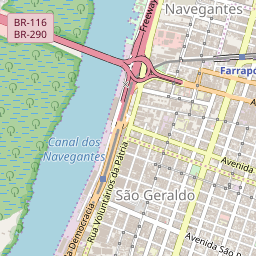 Navegantes
Freeway
BR-116
BR-290
Farrapo
Canal dos
Navegantes
Avenida
São Geraldo
Rua Voluntários da Pátria
a Democracia
Avenida São P